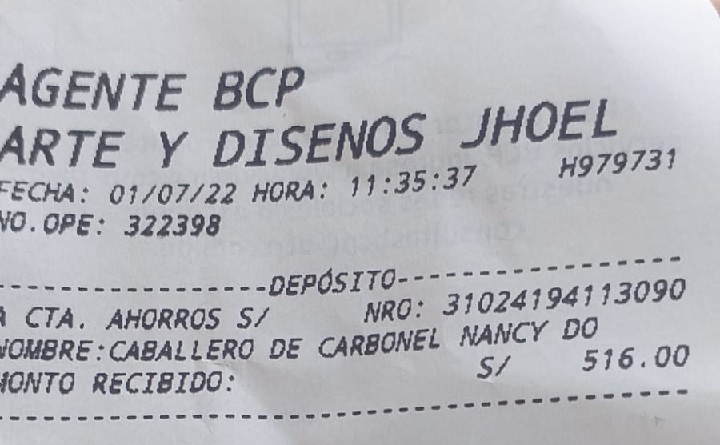 AGENTE BCP
ARTE Y DISENOS JHOEL
FECHA: 01/07/22 HORA: 11:35:37 H979731
NO.OPE: 322398
-----------------DEPÓSITO-----------------
A CTA. AHORROS S/ NRO: 31024194113090
NOMBRE:CABALLERO DE CARBONEL NANCY DO
MONTO RECIBIDO: S/ 516.00